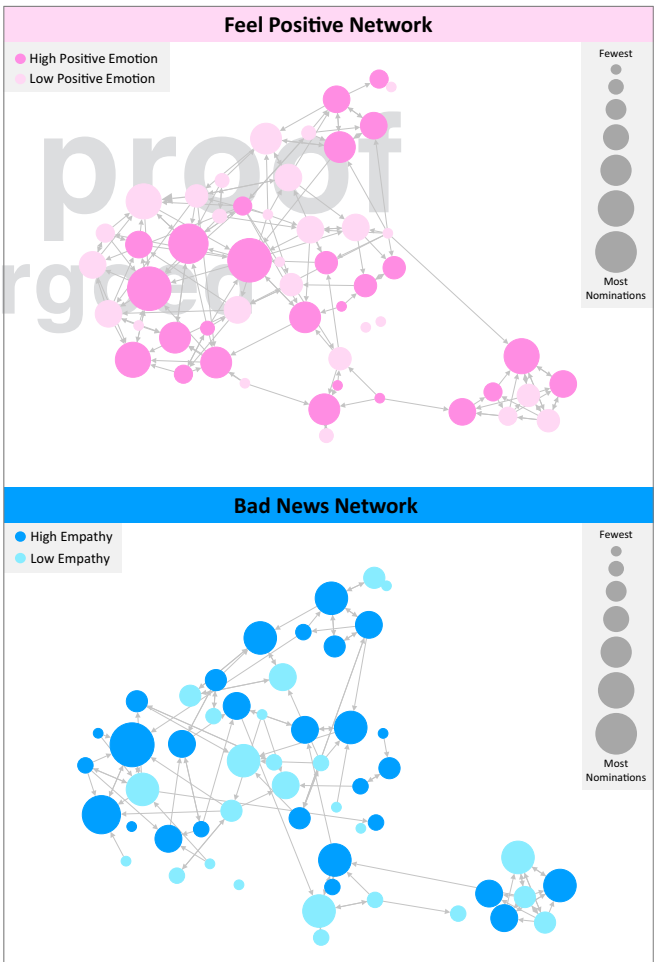 Feel Positive Network
High Positive Emotion
Low Positive Emotion
Fewest
Most
Nominations
proof
Bad News Network
High Empathy
Low Empathy
Fewest
Most
Nominations